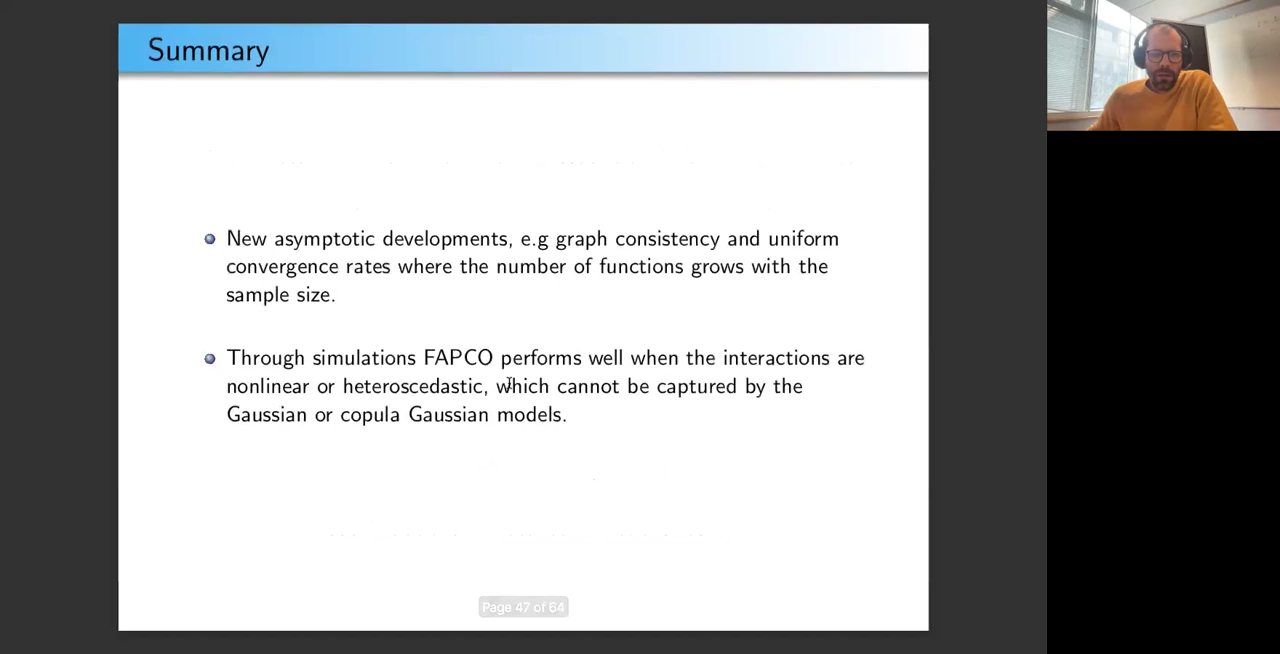 Summary
New asymptotic developments, e.g graph consistency and uniform
convergence rates where the number of functions grows with the
sample size.
Through simulations FAPCO performs well when the interactions are
nonlinear or heteroscedastic, which cannot be captured by the
Gaussian or copula Gaussian models.
Page 47 of 64